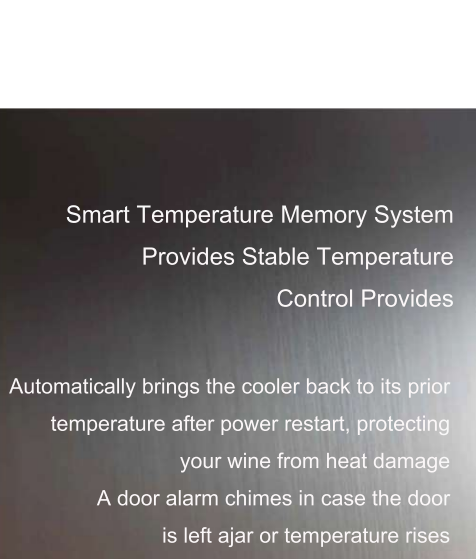 Smart Temperature Memory System
Provides Stable Temperature
Control Provides
Automatically brings the cooler back to its prior
temperature after power restart, protecting
your wine from heat damage
A door alarm chimes in case the door
is left ajar or temperature rises